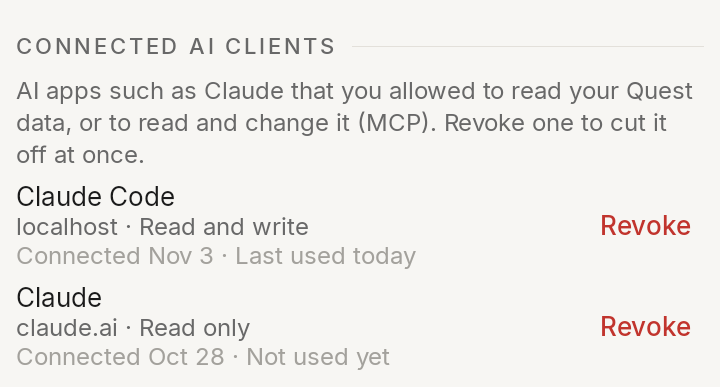 CONNECTED AI CLIENTS
AI apps such as Claude that you allowed to read your Quest
data, or to read and change it (MCP). Revoke one to cut it
off at once.
Claude Code
localhost · Read and write
Revoke
Connected Nov 3 · Last used today
Claude
claude.ai · Read only
Revoke
Connected Oct 28 · Not used yet